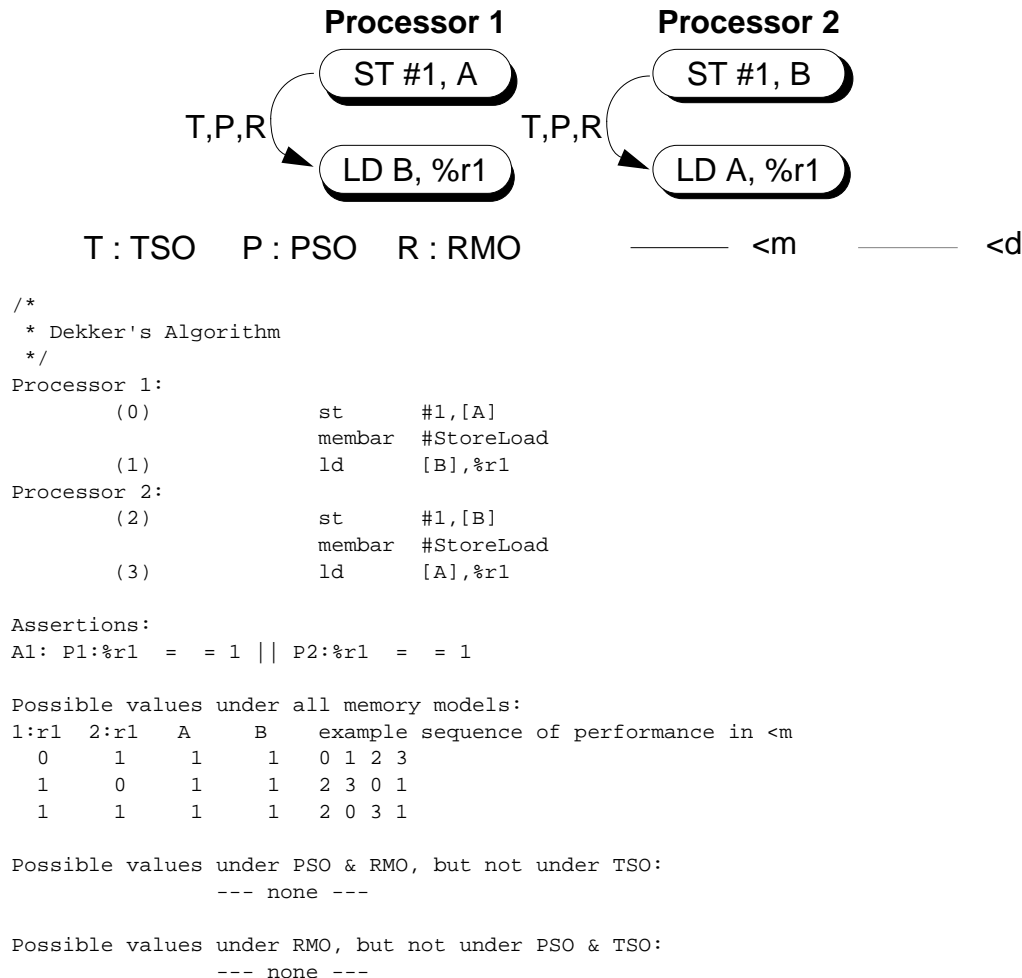 Processor 1 Processor 2
ST #1, A ST #1, B
T,P,R T,P,R
LD B, %r1 LD A, %r1
T : TSO P : PSO R : RMO <m <d
/*
 * Dekker's Algorithm
 */
Processor 1:
(0) st #1,[A]
membar #StoreLoad
(1) ld [B],%r1
Processor 2:
(2) st #1,[B]
membar #StoreLoad
(3) ld [A],%r1
Assertions:
A1: P1:%r1 = = 1 || P2:%r1 = = 1
Possible values under all memory models:
1:r1 2:r1 A B example sequence of performance in <m
0 1 1 1 0 1 2 3
1 0 1 1 2 3 0 1
1 1 1 1 2 0 3 1
Possible values under PSO & RMO, but not under TSO:
--- none ---
Possible values under RMO, but not under PSO & TSO:
--- none ---